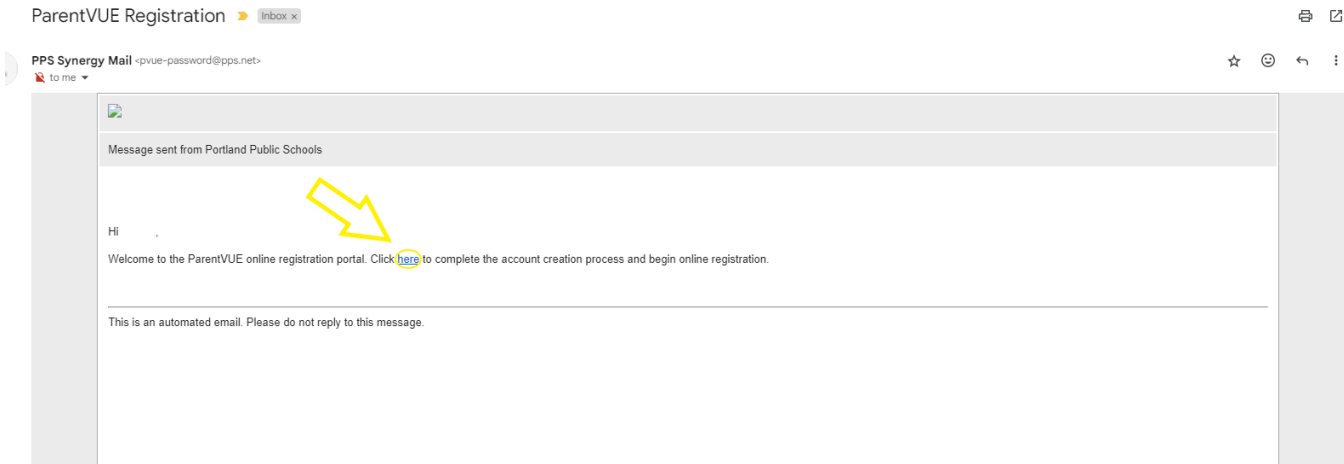 ParentVUE Registration Inbox x
PPS Synergy Mail <pvue-password@pps.net>
to me
Message sent from Portland Public Schools
Hi ,
Welcome to the ParentVUE online registration portal. Click here to complete the account creation process and begin online registration.
This is an automated email. Please do not reply to this message.